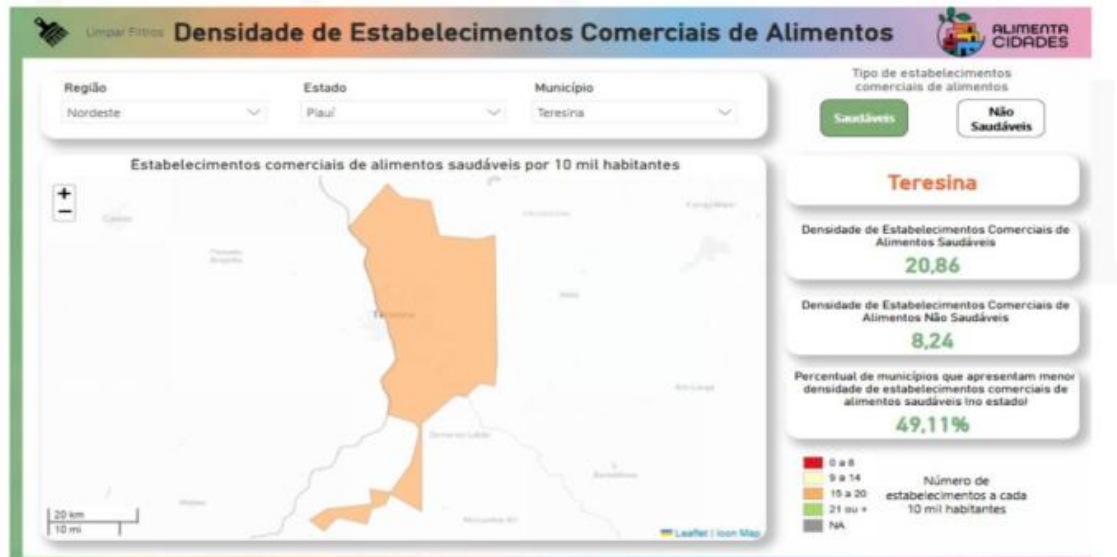 Limpar Filtros
Densidade de Estabelecimentos Comerciais de Alimentos
ALIMENTA
CIDADES
Região
Estado
Município
Nordeste
Piauí
Teresina
Tipo de estabelecimentos
comerciais de alimentos
Saudáveis
Não
Saudáveis
Estabelecimentos comerciais de alimentos saudáveis por 10 mil habitantes
+
−
Teresina
20 km
10 mi
Leaflet | Icon Map
Teresina
Densidade de Estabelecimentos Comerciais de
Alimentos Saudáveis
20,86
Densidade de Estabelecimentos Comerciais de
Alimentos Não Saudáveis
8,24
Percentual de municípios que apresentam menor
densidade de estabelecimentos comerciais de
alimentos saudáveis (no estado)
49,11%
0 a 8
9 a 14
15 a 20
21 ou +
NA
Número de
estabelecimentos a cada
10 mil habitantes